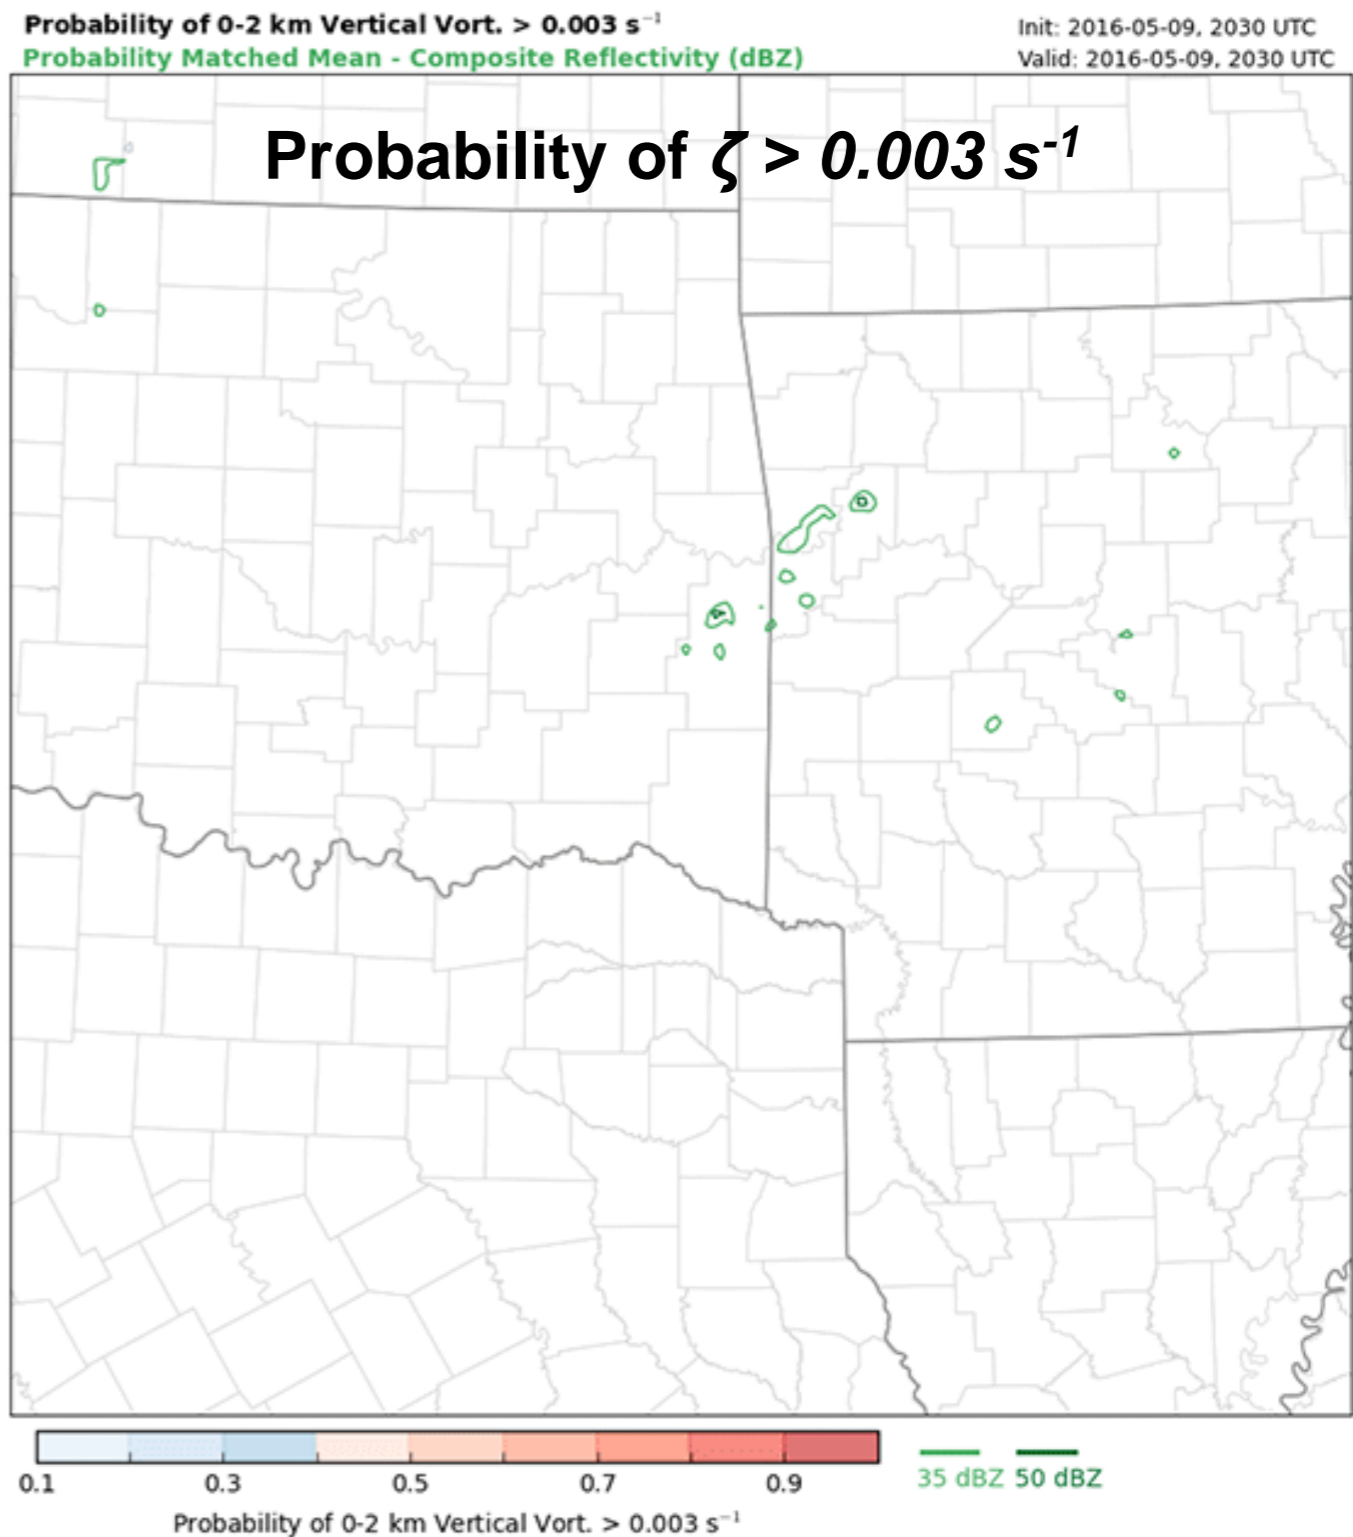 Probability of 0-2 km Vertical Vort. > 0.003 s⁻¹
Init: 2016-05-09, 2030 UTC
Probability Matched Mean - Composite Reflectivity (dBZ)
Valid: 2016-05-09, 2030 UTC
Probability of ζ > 0.003 s⁻¹
0.1 0.3 0.5 0.7 0.9
35 dBZ 50 dBZ
Probability of 0-2 km Vertical Vort. > 0.003 s⁻¹